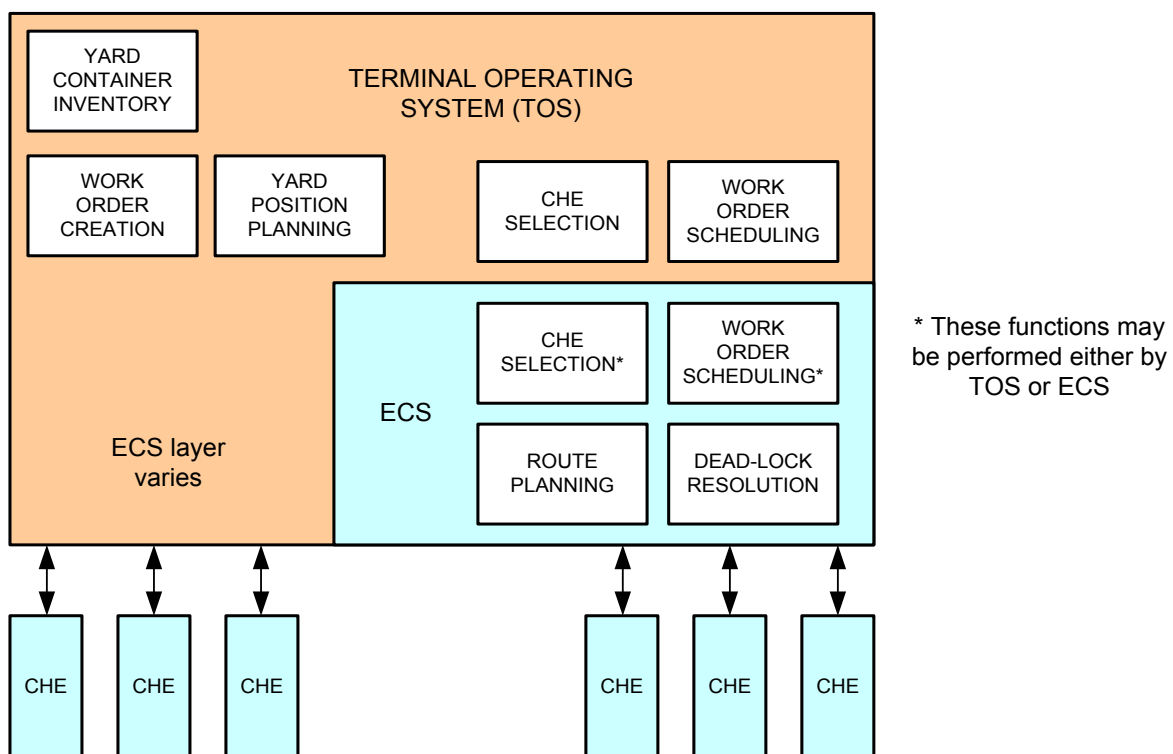 YARD
CONTAINER
INVENTORY
TERMINAL OPERATING
SYSTEM (TOS)
WORK
ORDER
CREATION
YARD
POSITION
PLANNING
CHE
SELECTION
WORK
ORDER
SCHEDULING
CHE
SELECTION*
WORK
ORDER
SCHEDULING*
* These functions may
be performed either by
TOS or ECS
ECS
ECS layer
varies
ROUTE
PLANNING
DEAD-LOCK
RESOLUTION
CHE
CHE
CHE
CHE
CHE
CHE